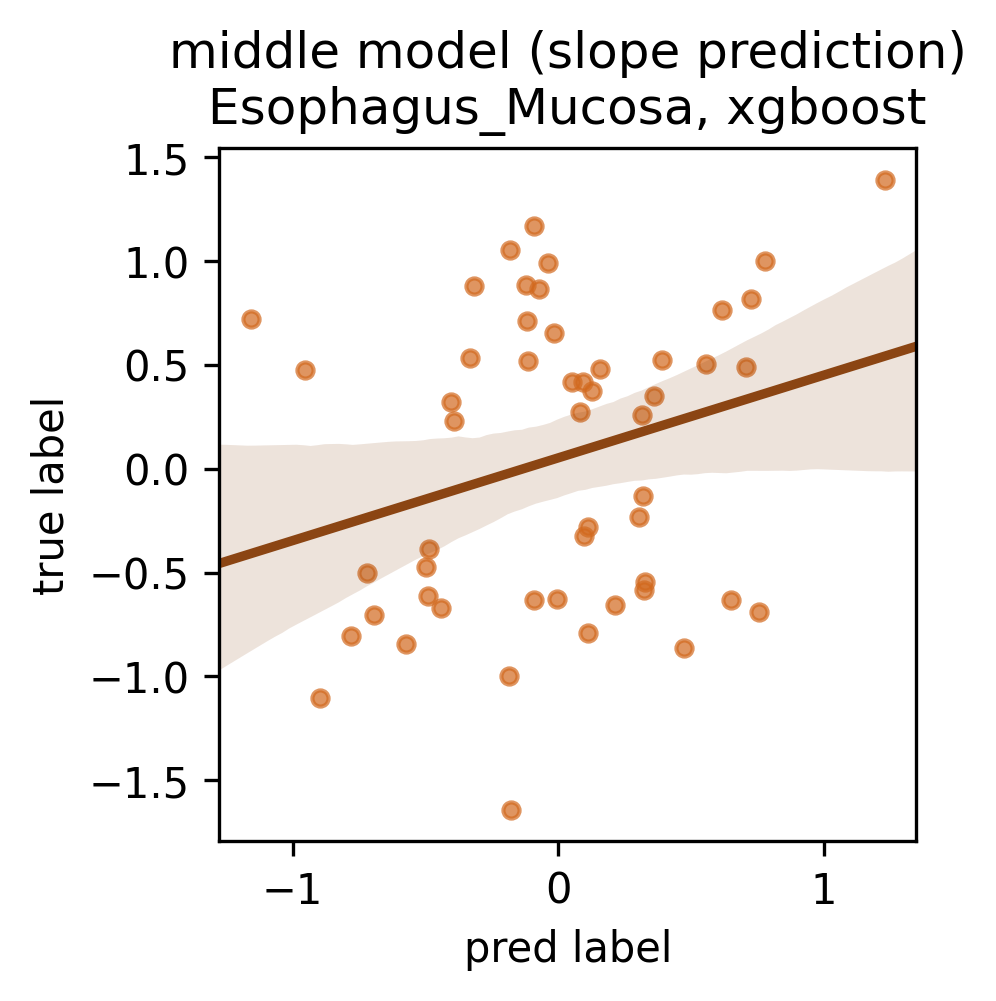 middle model (slope prediction)
Esophagus_Mucosa, xgboost
1.5
1.0
0.5
0.0
−0.5
−1.0
−1.5
true label
−1
0
1
pred label